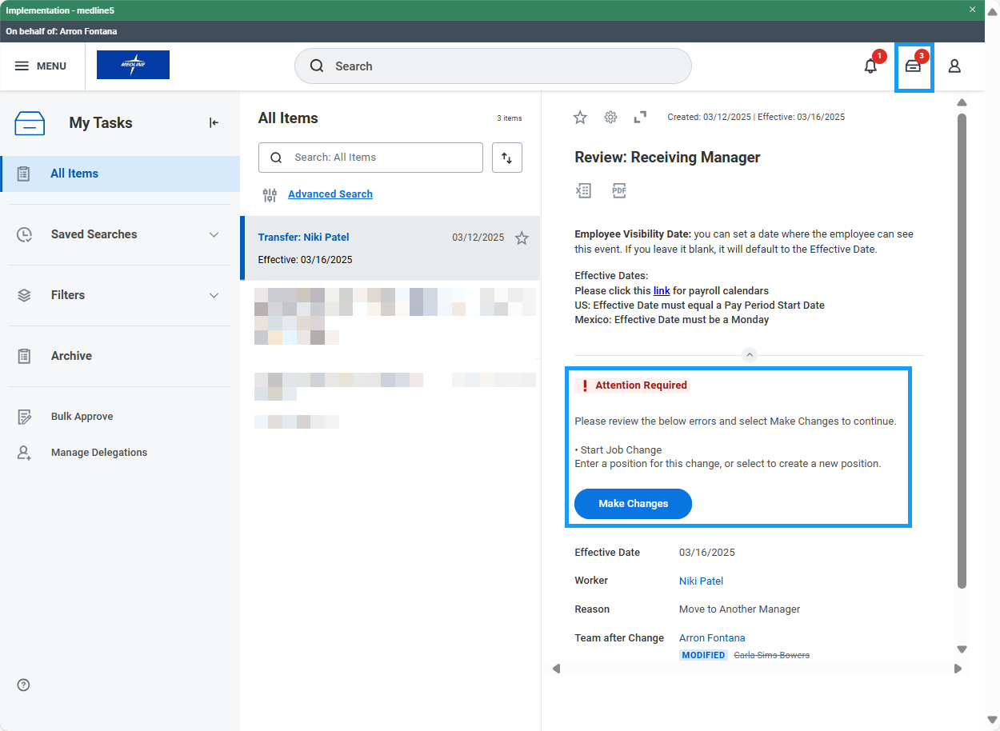 Implementation - medline5
On behalf of: Arron Fontana
MENU
MEDLINE
Search
1
3
My Tasks
All Items
Saved Searches
Filters
Archive
Bulk Approve
Manage Delegations
All Items
3 items
Search: All Items
Advanced Search
Transfer: Niki Patel 03/12/2025
Effective: 03/16/2025
Created: 03/12/2025 | Effective: 03/16/2025
Review: Receiving Manager
X
PDF
Employee Visibility Date: you can set a date where the employee can see
this event. If you leave it blank, it will default to the Effective Date.
Effective Dates:
Please click this link for payroll calendars
US: Effective Date must equal a Pay Period Start Date
Mexico: Effective Date must be a Monday
! Attention Required
Please review the below errors and select Make Changes to continue.
• Start Job Change
Enter a position for this change, or select to create a new position.
Make Changes
Effective Date 03/16/2025
Worker Niki Patel
Reason Move to Another Manager
Team after Change Arron Fontana
MODIFIED Carla Sims Bowers